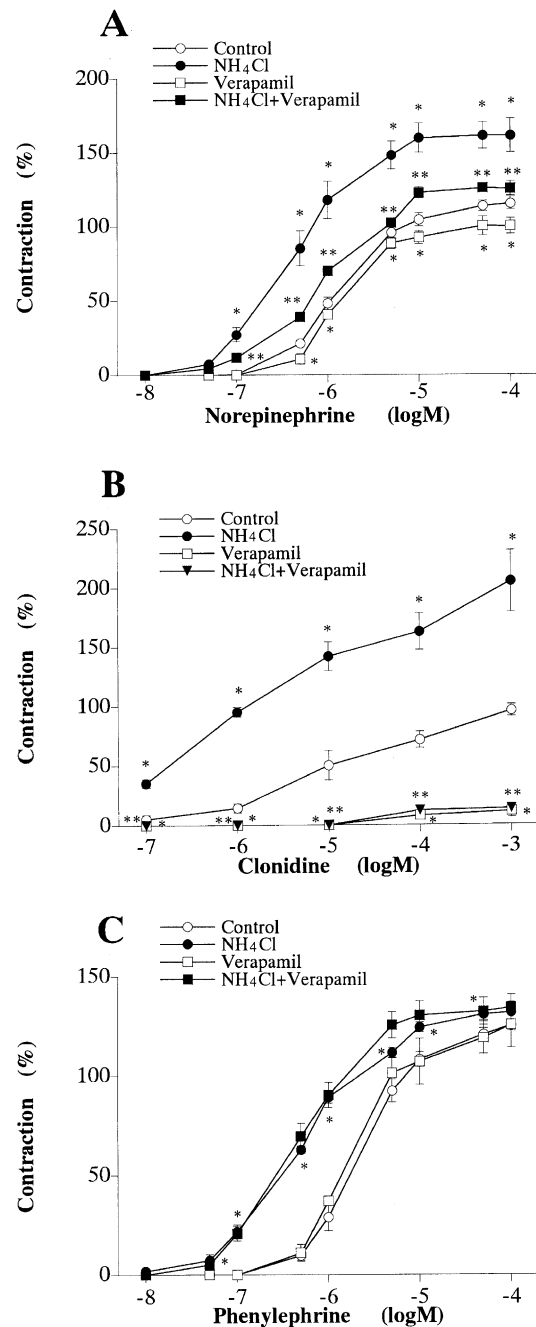 A
Control
NH4Cl
Verapamil
NH4Cl+Verapamil
200
150
100
50
0
Contraction (%)
* * * * * * * *
** ** ** ** ** **
* * * * *
-8 -7 -6 -5 -4
Norepinephrine (logM)
B
Control
NH4Cl
Verapamil
NH4Cl+Verapamil
250
200
150
100
50
0
Contraction (%)
* * * * *
** * ** * * ** ** * ** *
-7 -6 -5 -4 -3
Clonidine (logM)
C
Control
NH4Cl
Verapamil
NH4Cl+Verapamil
150
100
50
0
Contraction (%)
* * * * * * *
-8 -7 -6 -5 -4
Phenylephrine (logM)